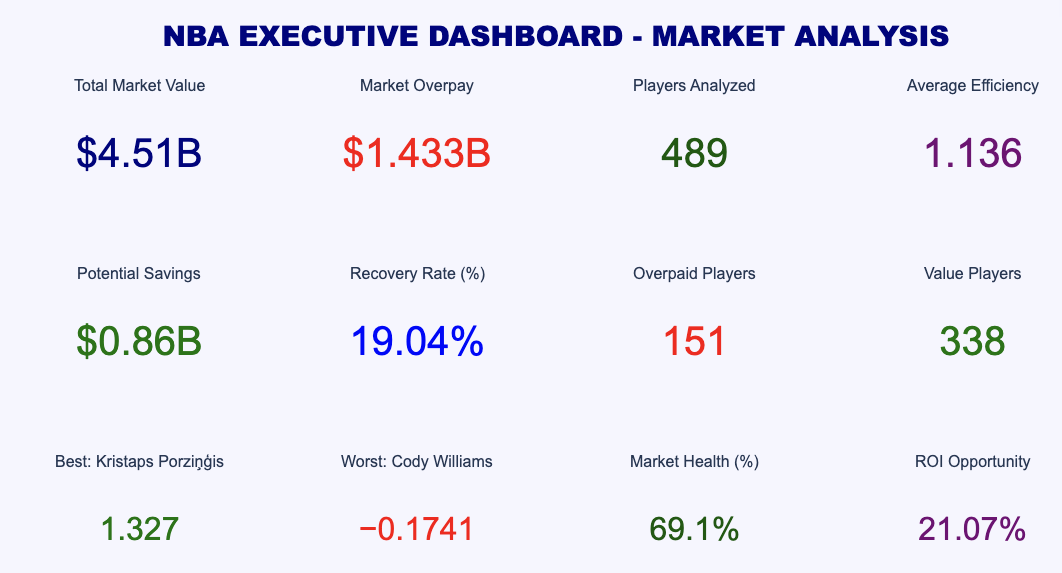 NBA EXECUTIVE DASHBOARD - MARKET ANALYSIS
Total Market Value
Market Overpay
Players Analyzed
Average Efficiency
$4.51B
$1.433B
489
1.136
Potential Savings
Recovery Rate (%)
Overpaid Players
Value Players
$0.86B
19.04%
151
338
Best: Kristaps Porziņģis
Worst: Cody Williams
Market Health (%)
ROI Opportunity
1.327
−0.1741
69.1%
21.07%